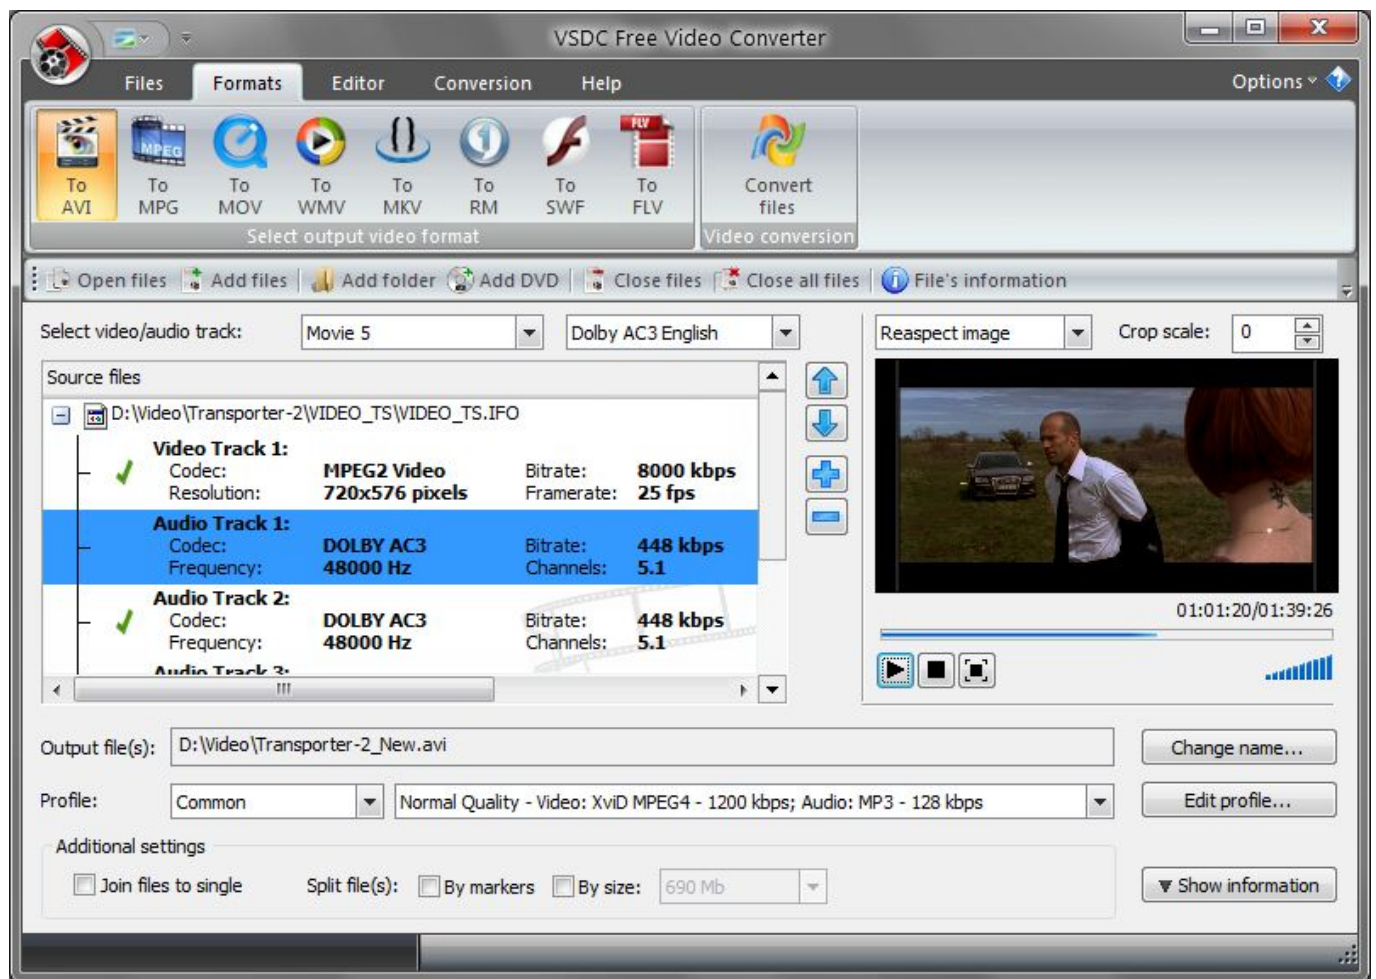 VSDC Free Video Converter
Files Formats Editor Conversion Help Options
MPEG 1 FLV
To AVI To MPG To MOV To WMV To MKV To RM To SWF To FLV Convert files
Select output video format Video conversion
Open files Add files Add folder Add DVD Close files Close all files File's information
Select video/audio track: Movie 5 Dolby AC3 English Reaspect image Crop scale: 0
Source files
D:\Video\Transporter-2\VIDEO_TS\VIDEO_TS.IFO
Video Track 1:
Codec: MPEG2 Video Bitrate: 8000 kbps
Resolution: 720x576 pixels Framerate: 25 fps
Audio Track 1:
Codec: DOLBY AC3 Bitrate: 448 kbps
Frequency: 48000 Hz Channels: 5.1
Audio Track 2:
Codec: DOLBY AC3 Bitrate: 448 kbps
Frequency: 48000 Hz Channels: 5.1
Audio Track 3:
01:01:20/01:39:26
Output file(s): D:\Video\Transporter-2_New.avi Change name...
Profile: Common Normal Quality - Video: XviD MPEG4 - 1200 kbps; Audio: MP3 - 128 kbps Edit profile...
Additional settings
Join files to single Split file(s): By markers By size: 690 Mb Show information